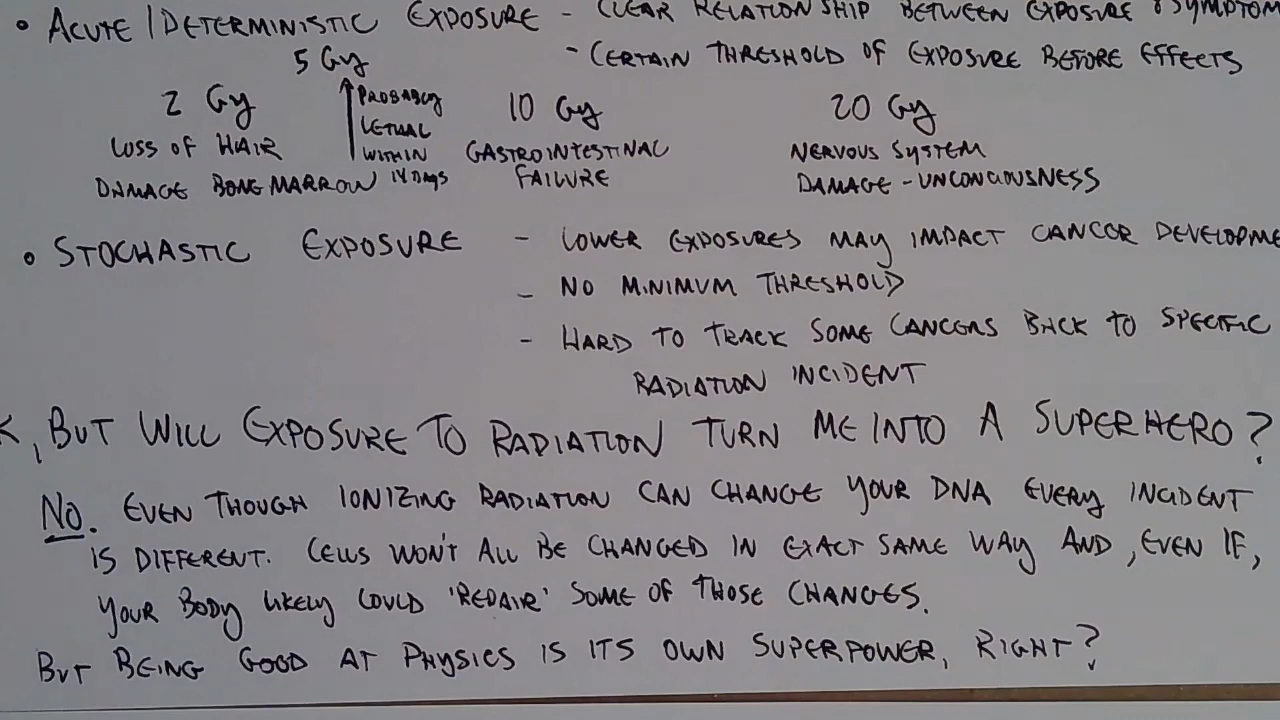 • ACUTE/DETERMINISTIC EXPOSURE - CLEAR RELATIONSHIP BETWEEN EXPOSURE & SYMPTOM
- CERTAIN THRESHOLD OF EXPOSURE BEFORE EFFECTS
5 Gy
↑ PROBABLY LETHAL WITHIN 14 DAYS
2 Gy
LOSS OF HAIR
DAMAGE BONE MARROW
10 Gy
GASTROINTESTINAL
FAILURE
20 Gy
NERVOUS SYSTEM
DAMAGE - UNCONCIOUSNESS
• STOCHASTIC EXPOSURE - LOWER EXPOSURES MAY IMPACT CANCOR DEVELOPME
- NO MINIMUM THRESHOLD
- HARD TO TRACK SOME CANCERS BACK TO SPECIFIC
RADIATION INCIDENT
K, BUT WILL EXPOSURE TO RADIATION TURN ME INTO A SUPERHERO?
NO. EVEN THOUGH IONIZING RADIATION CAN CHANGE YOUR DNA EVERY INCIDENT
IS DIFFERENT. CELLS WON'T ALL BE CHANGED IN EXACT SAME WAY AND, EVEN IF,
YOUR BODY LIKELY COULD 'REPAIR' SOME OF THOSE CHANGES.
BUT BEING GOOD AT PHYSICS IS ITS OWN SUPERPOWER, RIGHT?